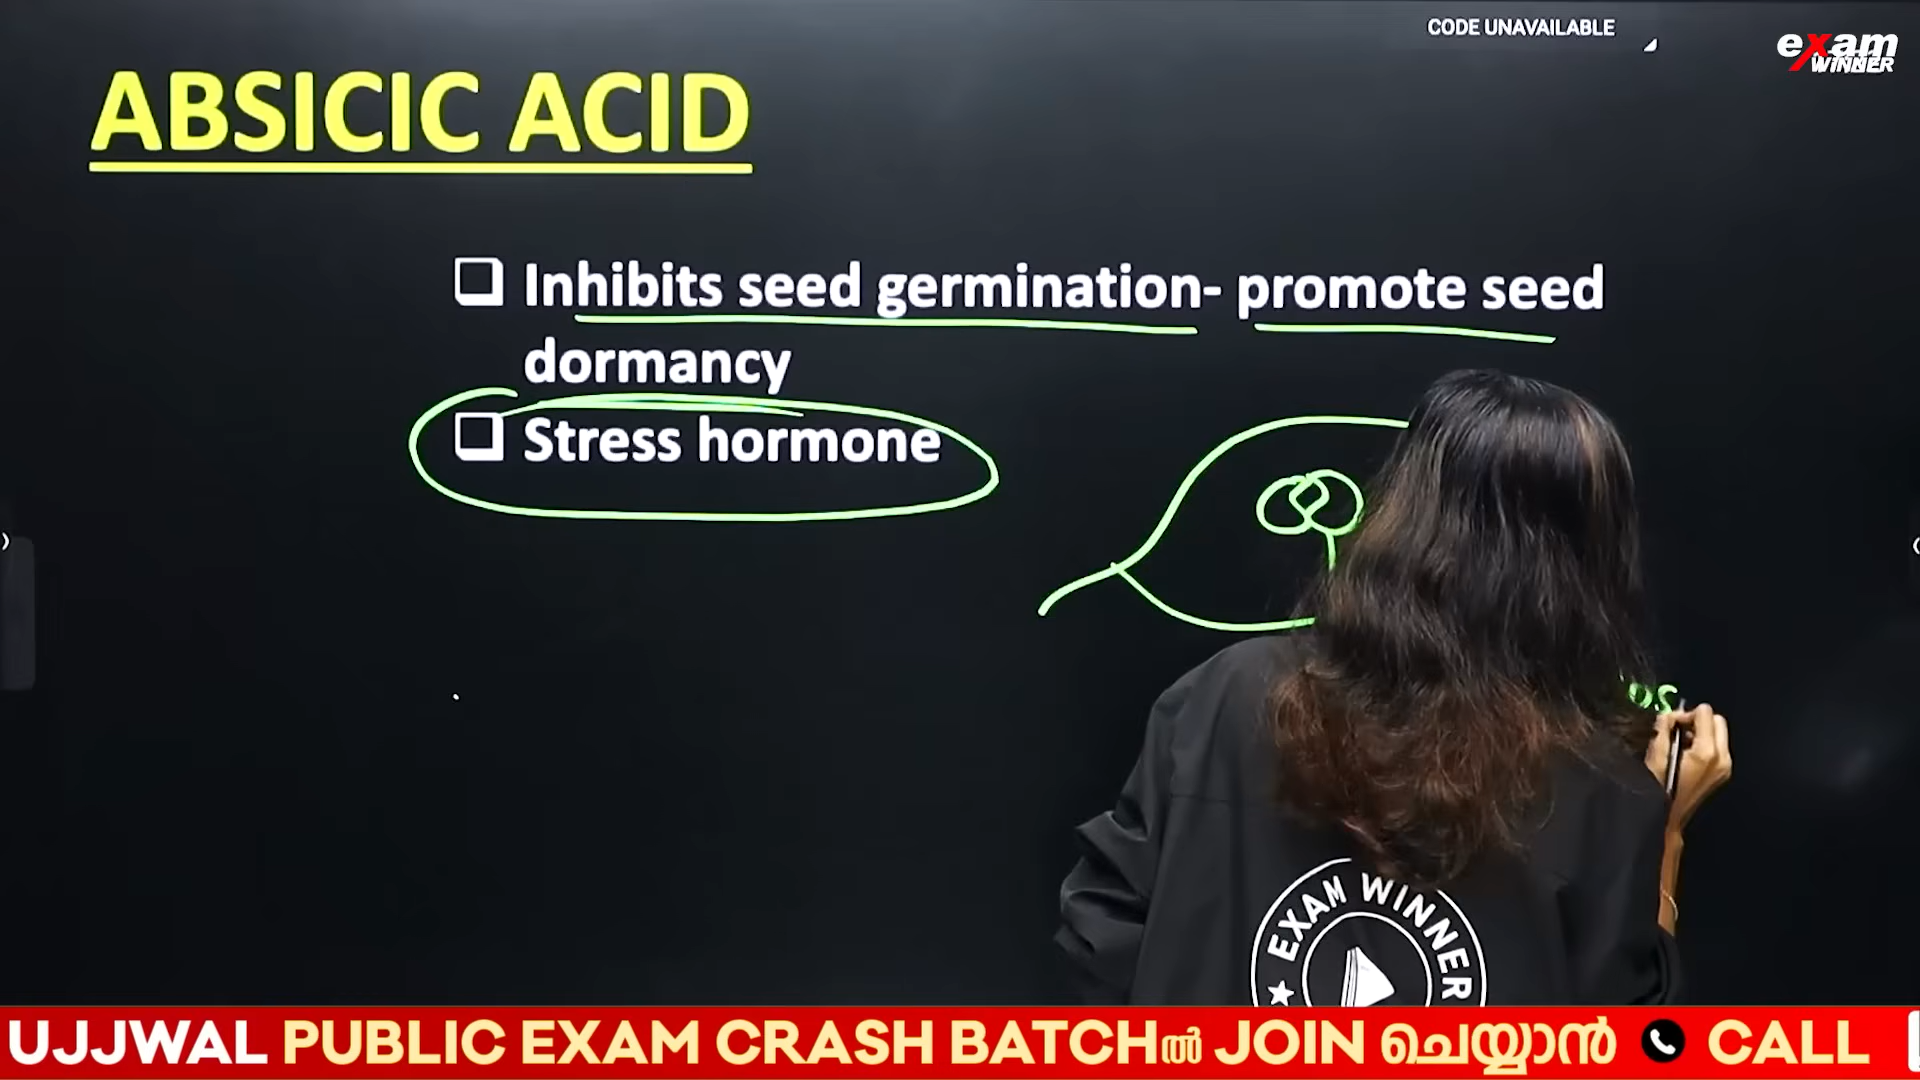 CODE UNAVAILABLE
exam
WINNER
ABSICIC ACID
Inhibits seed germination- promote seed
dormancy
Stress hormone
os
EXAM WINNER
UJJWAL PUBLIC EXAM CRASH BATCHൽ JOIN ചെയ്യാൻ CALL